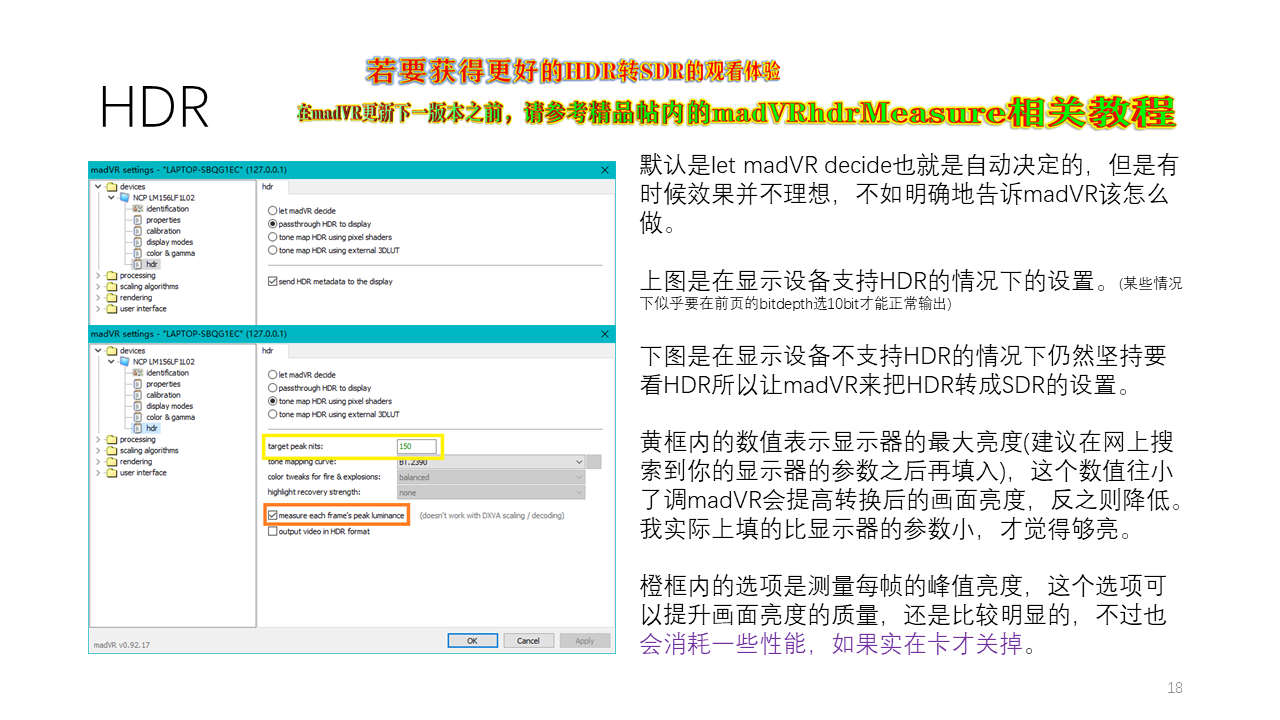 若要获得更好的HDR转SDR的观看体验
HDR
在madVR更新下一版本之前，请参考精品帖内的madVRhdrMeasure相关教程
madVR settings - "LAPTOP-SBQG1EC" (127.0.0.1)
devices
NCP LM156LF1L02
identification
properties
calibration
display modes
color & gamma
hdr
processing
scaling algorithms
rendering
user interface
hdr
let madVR decide
passthrough HDR to display
tone map HDR using pixel shaders
tone map HDR using external 3DLUT
send HDR metadata to the display
madVR settings - "LAPTOP-SBQG1EC" (127.0.0.1)
devices
NCP LM156LF1L02
identification
properties
calibration
display modes
color & gamma
hdr
processing
scaling algorithms
rendering
user interface
hdr
let madVR decide
passthrough HDR to display
tone map HDR using pixel shaders
tone map HDR using external 3DLUT
target peak nits: 150
tone mapping curve: BT.2390
color tweaks for fire & explosions: balanced
highlight recovery strength: none
measure each frame's peak luminance (doesn't work with DXVA scaling / decoding)
output video in HDR format
madVR v0.92.17
OK Cancel Apply
默认是let madVR decide也就是自动决定的，但是有
时候效果并不理想，不如明确地告诉madVR该怎么
做。
上图是在显示设备支持HDR的情况下的设置。(某些情况
下似乎要在前页的bitdepth选10bit才能正常输出)
下图是在显示设备不支持HDR的情况下仍然坚持要
看HDR所以让madVR来把HDR转成SDR的设置。
黄框内的数值表示显示器的最大亮度(建议在网上搜
索到你的显示器的参数之后再填入)，这个数值往小
了调madVR会提高转换后的画面亮度，反之则降低。
我实际上填的比显示器的参数小，才觉得够亮。
橙框内的选项是测量每帧的峰值亮度，这个选项可
以提升画面亮度的质量，还是比较明显的，不过也
会消耗一些性能，如果实在卡才关掉。
18